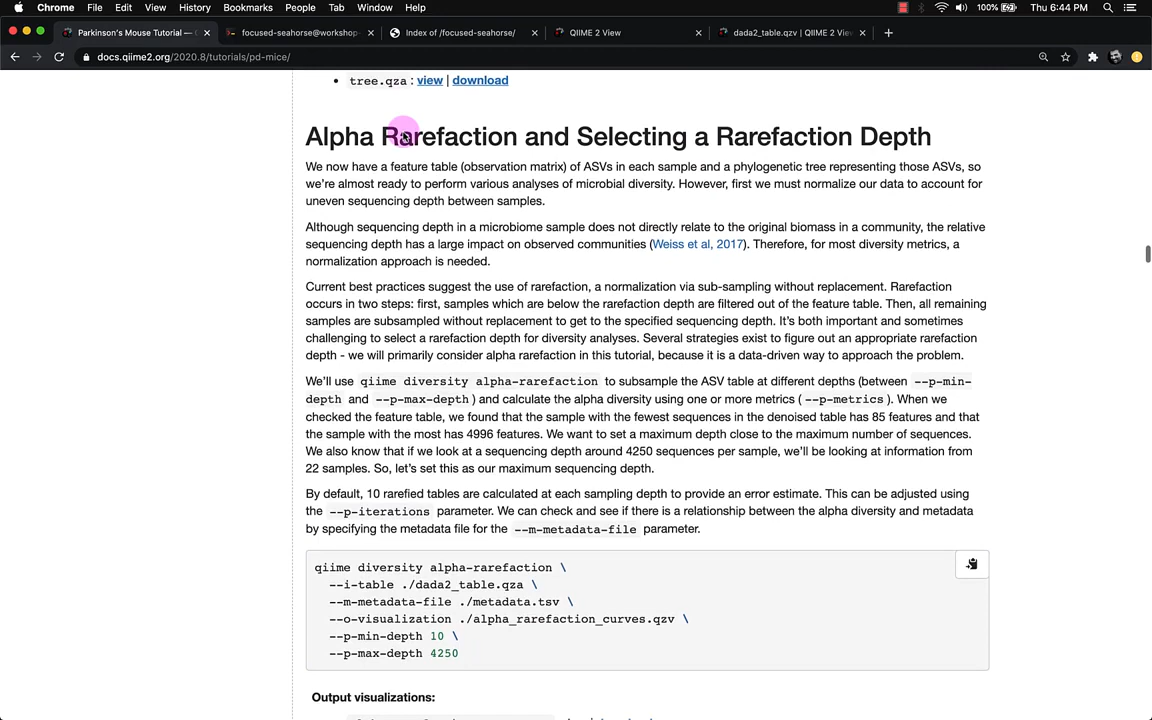 Chrome File Edit View History Bookmarks People Tab Window Help 100% Thu 6:44 PM
Parkinson's Mouse Tutorial — focused-seahorse@workshop- Index of /focused-seahorse/ QIIME 2 View dada2_table.qzv | QIIME 2 View
docs.qiime2.org/2020.8/tutorials/pd-mice/
tree.qza : view | download
Alpha Rarefaction and Selecting a Rarefaction Depth
We now have a feature table (observation matrix) of ASVs in each sample and a phylogenetic tree representing those ASVs, so
we're almost ready to perform various analyses of microbial diversity. However, first we must normalize our data to account for
uneven sequencing depth between samples.
Although sequencing depth in a microbiome sample does not directly relate to the original biomass in a community, the relative
sequencing depth has a large impact on observed communities (Weiss et al, 2017). Therefore, for most diversity metrics, a
normalization approach is needed.
Current best practices suggest the use of rarefaction, a normalization via sub-sampling without replacement. Rarefaction
occurs in two steps: first, samples which are below the rarefaction depth are filtered out of the feature table. Then, all remaining
samples are subsampled without replacement to get to the specified sequencing depth. It's both important and sometimes
challenging to select a rarefaction depth for diversity analyses. Several strategies exist to figure out an appropriate rarefaction
depth - we will primarily consider alpha rarefaction in this tutorial, because it is a data-driven way to approach the problem.
We'll use qiime diversity alpha-rarefaction to subsample the ASV table at different depths (between --p-min-
depth and --p-max-depth ) and calculate the alpha diversity using one or more metrics ( --p-metrics ). When we
checked the feature table, we found that the sample with the fewest sequences in the denoised table has 85 features and that
the sample with the most has 4996 features. We want to set a maximum depth close to the maximum number of sequences.
We also know that if we look at a sequencing depth around 4250 sequences per sample, we'll be looking at information from
22 samples. So, let's set this as our maximum sequencing depth.
By default, 10 rarefied tables are calculated at each sampling depth to provide an error estimate. This can be adjusted using
the --p-iterations parameter. We can check and see if there is a relationship between the alpha diversity and metadata
by specifying the metadata file for the --m-metadata-file parameter.
qiime diversity alpha-rarefaction \
--i-table ./dada2_table.qza \
--m-metadata-file ./metadata.tsv \
--o-visualization ./alpha_rarefaction_curves.qzv \
--p-min-depth 10 \
--p-max-depth 4250
Output visualizations: